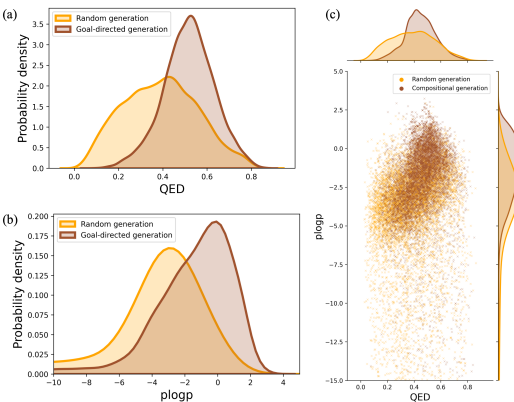 (a)
Random generation
Goal-directed generation
Probability density
3.5
3.0
2.5
2.0
1.5
1.0
0.5
0.0
0.0 0.2 0.4 0.6 0.8
QED
(b)
Random generation
Goal-directed generation
Probability density
0.200
0.175
0.150
0.125
0.100
0.075
0.050
0.025
0.000
−10 −8 −6 −4 −2 0 2 4
plogp
(c)
Random generation
Compositional generation
plogp
5.0
2.5
0.0
−2.5
−5.0
−7.5
−10.0
−12.5
−15.0
0.0 0.2 0.4 0.6 0.8
QED